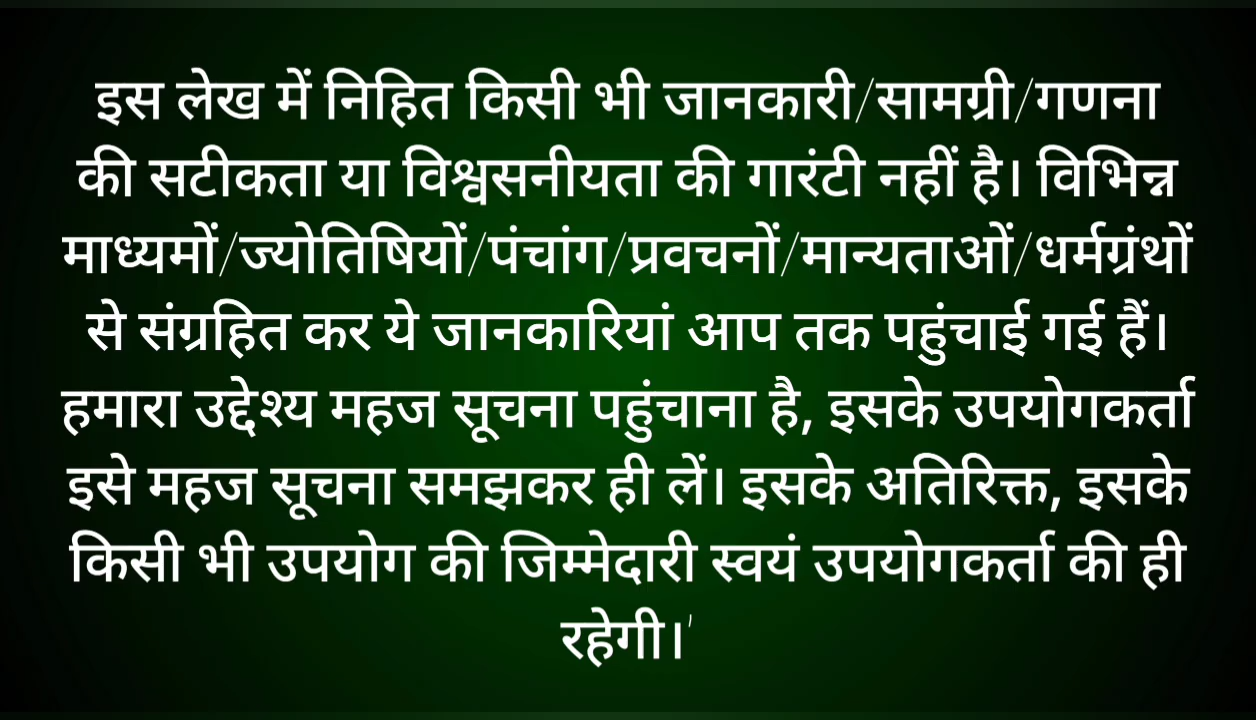 इस लेख में निहित किसी भी जानकारी/सामग्री/गणना
की सटीकता या विश्वसनीयता की गारंटी नहीं है। विभिन्न
माध्यमों/ज्योतिषियों/पंचांग/प्रवचनों/मान्यताओं/धर्मग्रंथों
से संग्रहित कर ये जानकारियां आप तक पहुंचाई गई हैं।
हमारा उद्देश्य महज सूचना पहुंचाना है, इसके उपयोगकर्ता
इसे महज सूचना समझकर ही लें। इसके अतिरिक्त, इसके
किसी भी उपयोग की जिम्मेदारी स्वयं उपयोगकर्ता की ही
रहेगी।'